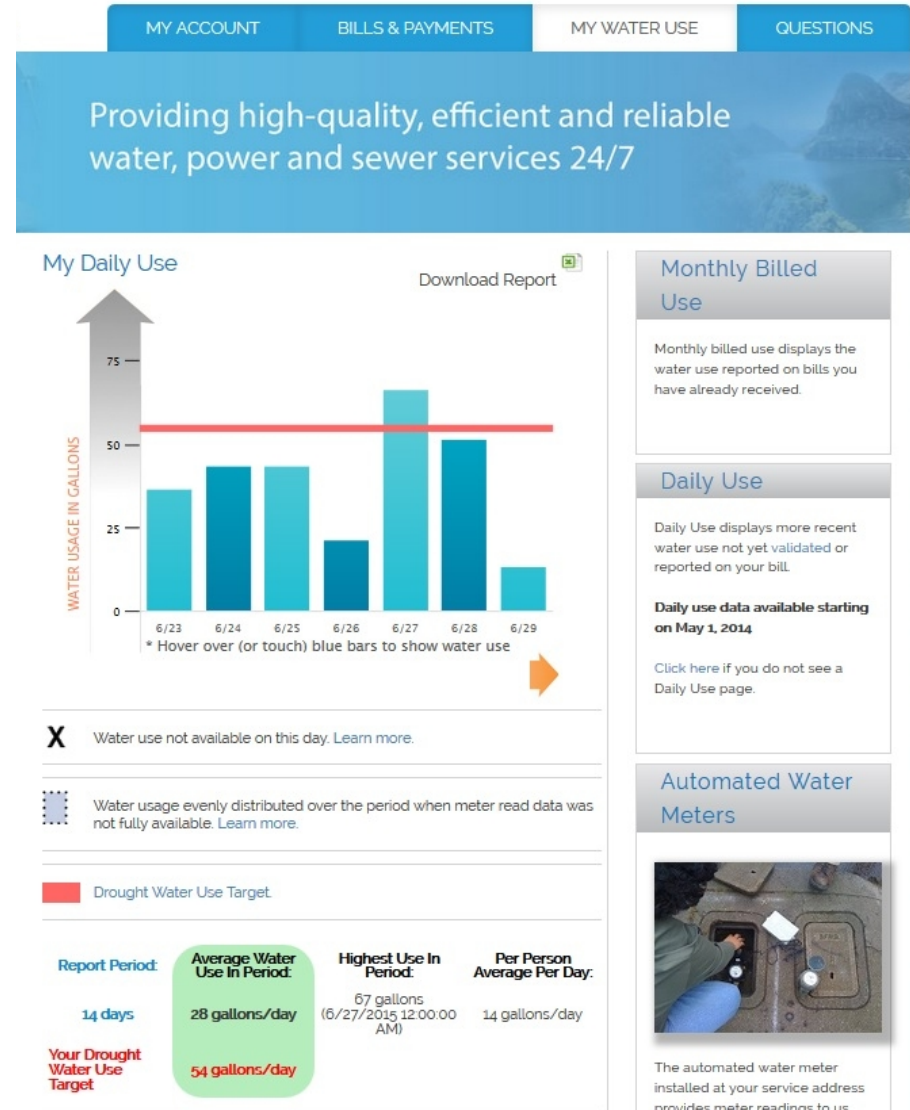 MY ACCOUNT
BILLS & PAYMENTS
MY WATER USE
QUESTIONS
Providing high-quality, efficient and reliable
water, power and sewer services 24/7
My Daily Use
Download Report
WATER USAGE IN GALLONS
75
50
25
0
6/23 6/24 6/25 6/26 6/27 6/28 6/29
* Hover over (or touch) blue bars to show water use
X Water use not available on this day. Learn more.
Water usage evenly distributed over the period when meter read data was
not fully available. Learn more.
Drought Water Use Target.
Report Period:
Average Water
Use In Period:
Highest Use In
Period:
Per Person
Average Per Day:
14 days
28 gallons/day
67 gallons
(6/27/2015 12:00:00
AM)
14 gallons/day
Your Drought
Water Use
Target
54 gallons/day
Monthly Billed
Use
Monthly billed use displays the
water use reported on bills you
have already received.
Daily Use
Daily Use displays more recent
water use not yet validated or
reported on your bill.
Daily use data available starting
on May 1, 2014
Click here if you do not see a
Daily Use page.
Automated Water
Meters
The automated water meter
installed at your service address
provides meter readings to us